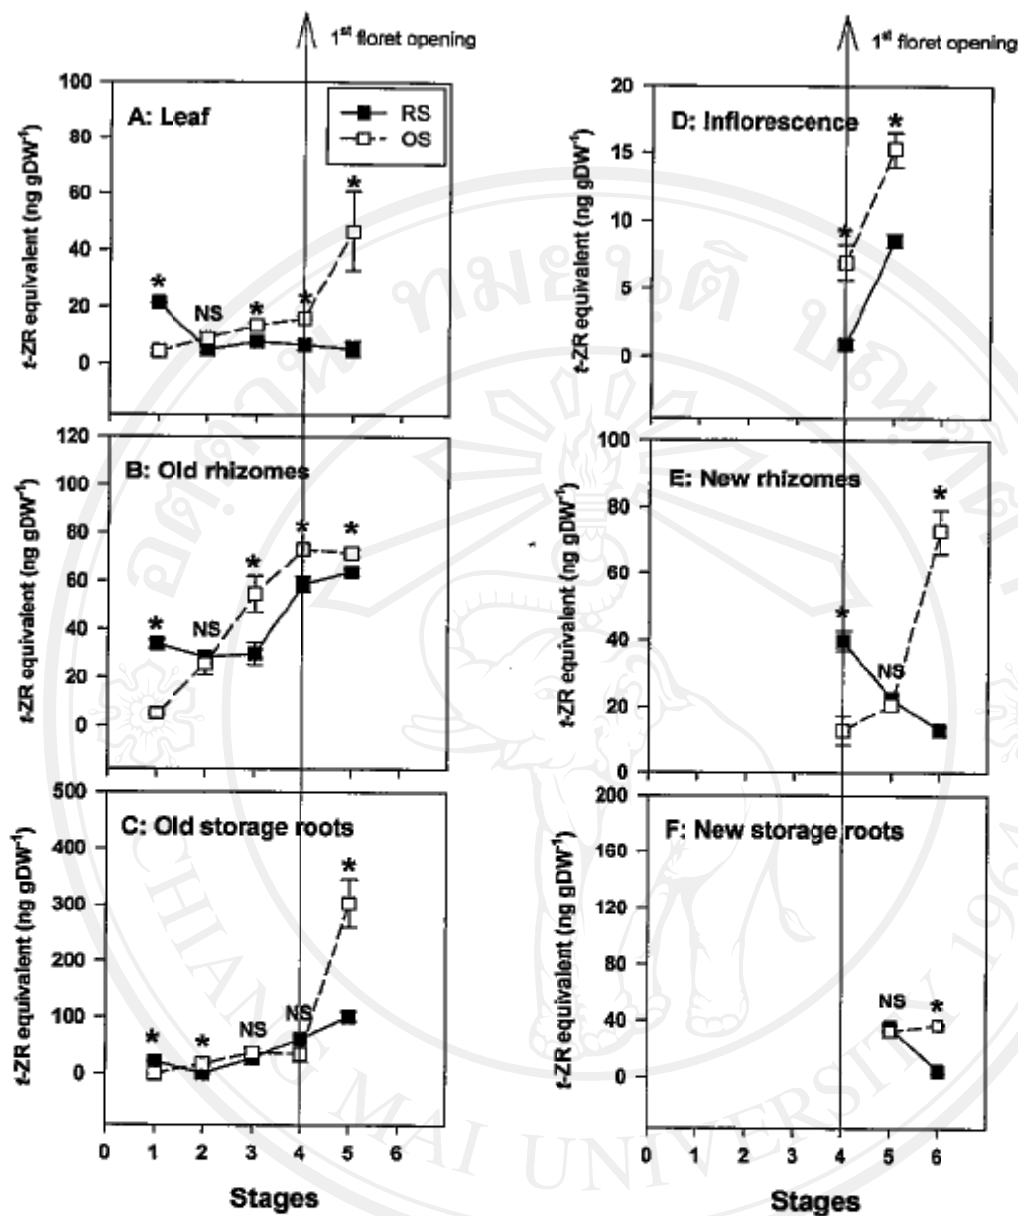 1st floret opening
1st floret opening
A: Leaf
RS
OS
t-ZR equivalent (ng gDW-1)
100
80
60
40
20
0
*
NS
*
*
*
D: Inflorescence
t-ZR equivalent (ng gDW-1)
20
15
10
5
0
*
*
B: Old rhizomes
t-ZR equivalent (ng gDW-1)
120
100
80
60
40
20
0
*
NS
*
*
*
E: New rhizomes
t-ZR equivalent (ng gDW-1)
100
80
60
40
20
0
*
NS
*
C: Old storage roots
t-ZR equivalent (ng gDW-1)
500
400
300
200
100
0
*
*
NS
NS
*
0 1 2 3 4 5 6
Stages
F: New storage roots
t-ZR equivalent (ng gDW-1)
200
160
120
80
40
0
NS
*
0 1 2 3 4 5 6
Stages
CHIANG MAI UNIVERSITY 1964